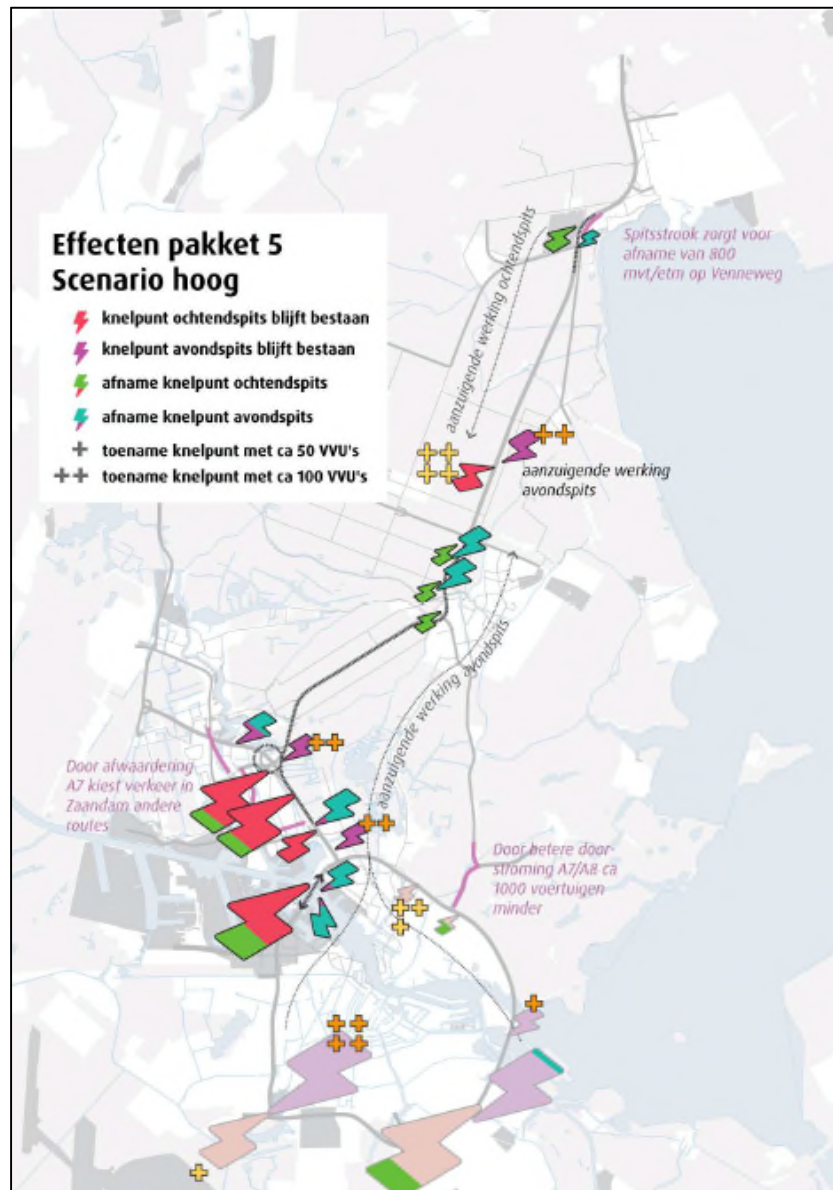 Effecten pakket 5
Scenario hoog
knelpunt ochtendspits blijft bestaan
knelpunt avondspits blijft bestaan
afname knelpunt ochtendspits
afname knelpunt avondspits
toename knelpunt met ca 50 VVU's
toename knelpunt met ca 100 VVU's
Spitsstrook zorgt voor
afname van 800
mvt/etm op Venneweg
aanzuigende werking ochtendspits
aanzuigende werking
avondspits
aanzuigende werking avondspits
Door afwaardering
A7 kiest verkeer in
Zaandam andere
routes
Door betere door-
stroming A7/A8 ca
1000 voertuigen
minder